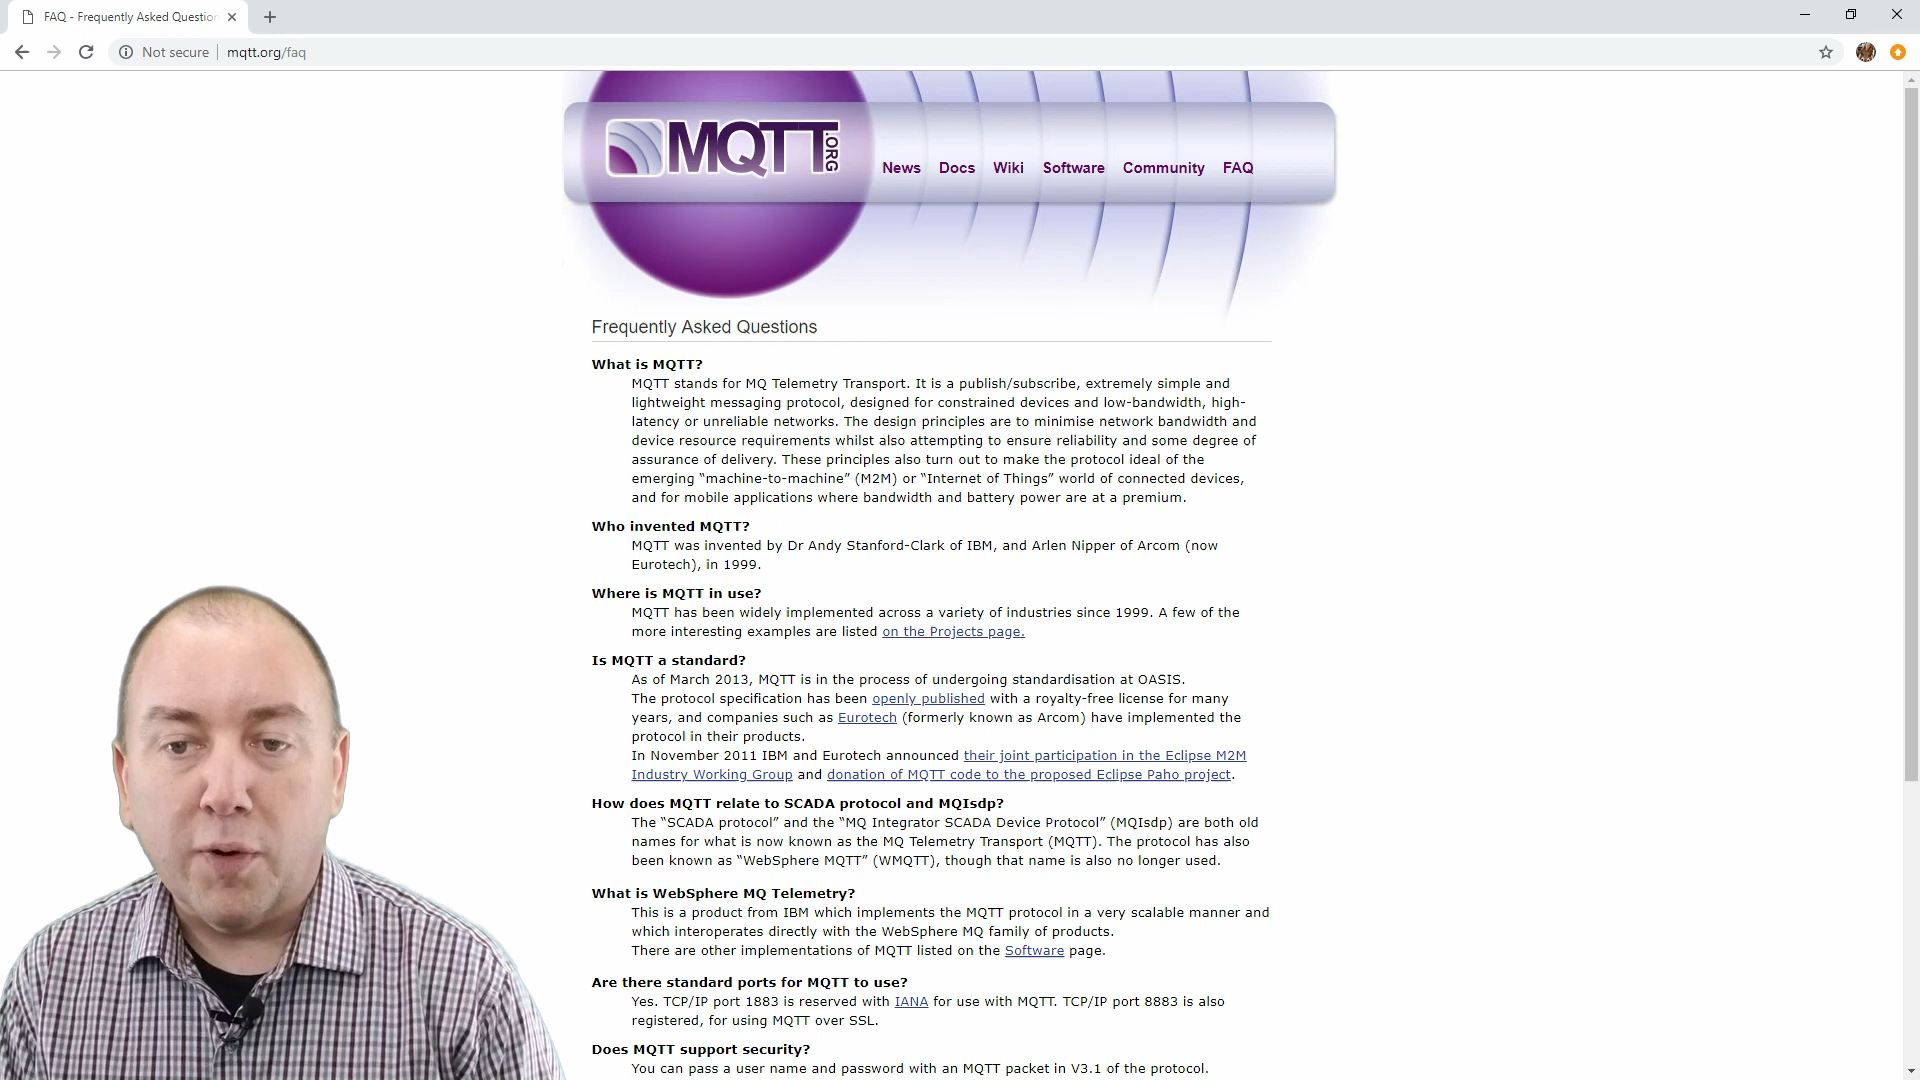 FAQ - Frequently Asked Question
Not secure
mqtt.org/faq
MQTT.ORG
News Docs Wiki Software Community FAQ
Frequently Asked Questions
What is MQTT?
MQTT stands for MQ Telemetry Transport. It is a publish/subscribe, extremely simple and
lightweight messaging protocol, designed for constrained devices and low-bandwidth, high-
latency or unreliable networks. The design principles are to minimise network bandwidth and
device resource requirements whilst also attempting to ensure reliability and some degree of
assurance of delivery. These principles also turn out to make the protocol ideal of the
emerging “machine-to-machine” (M2M) or “Internet of Things” world of connected devices,
and for mobile applications where bandwidth and battery power are at a premium.
Who invented MQTT?
MQTT was invented by Dr Andy Stanford-Clark of IBM, and Arlen Nipper of Arcom (now
Eurotech), in 1999.
Where is MQTT in use?
MQTT has been widely implemented across a variety of industries since 1999. A few of the
more interesting examples are listed on the Projects page.
Is MQTT a standard?
As of March 2013, MQTT is in the process of undergoing standardisation at OASIS.
The protocol specification has been openly published with a royalty-free license for many
years, and companies such as Eurotech (formerly known as Arcom) have implemented the
protocol in their products.
In November 2011 IBM and Eurotech announced their joint participation in the Eclipse M2M
Industry Working Group and donation of MQTT code to the proposed Eclipse Paho project.
How does MQTT relate to SCADA protocol and MQIsdp?
The “SCADA protocol” and the “MQ Integrator SCADA Device Protocol” (MQIsdp) are both old
names for what is now known as the MQ Telemetry Transport (MQTT). The protocol has also
been known as “WebSphere MQTT” (WMQTT), though that name is also no longer used.
What is WebSphere MQ Telemetry?
This is a product from IBM which implements the MQTT protocol in a very scalable manner and
which interoperates directly with the WebSphere MQ family of products.
There are other implementations of MQTT listed on the Software page.
Are there standard ports for MQTT to use?
Yes. TCP/IP port 1883 is reserved with IANA for use with MQTT. TCP/IP port 8883 is also
registered, for using MQTT over SSL.
Does MQTT support security?
You can pass a user name and password with an MQTT packet in V3.1 of the protocol.